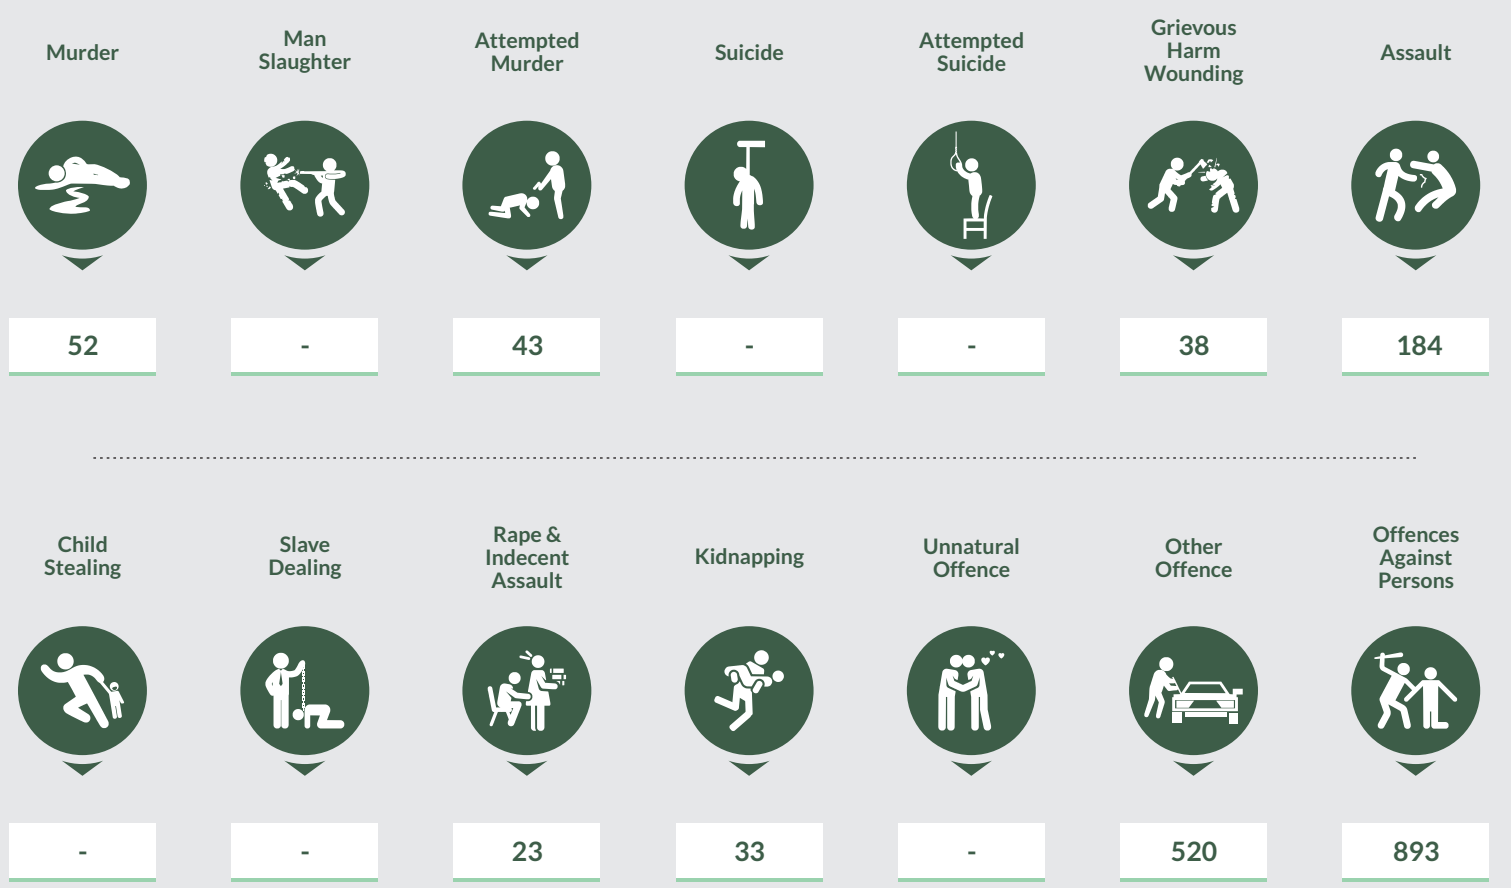 Murder
Man
Slaughter
Attempted
Murder
Suicide
Attempted
Suicide
Grievous
Harm
Wounding
Assault
52
-
43
-
-
38
184
Child
Stealing
Slave
Dealing
Rape &
Indecent
Assault
Kidnapping
Unnatural
Offence
Other
Offence
Offences
Against
Persons
-
-
23
33
-
520
893